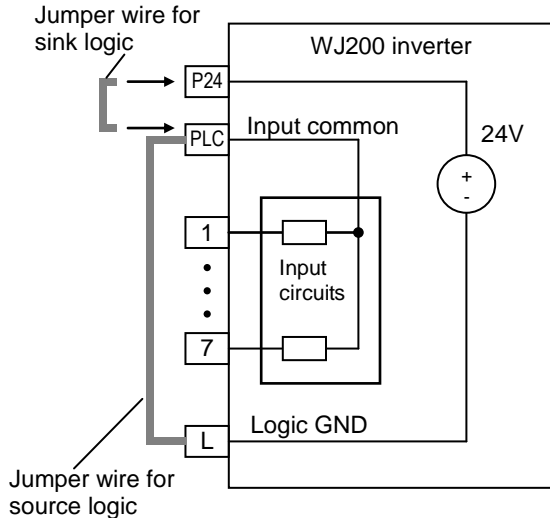 Jumper wire for
sink logic
WJ200 inverter
P24
PLC
Input common
24V
+
-
1
Input
circuits
7
L
Logic GND
Jumper wire for
source logic